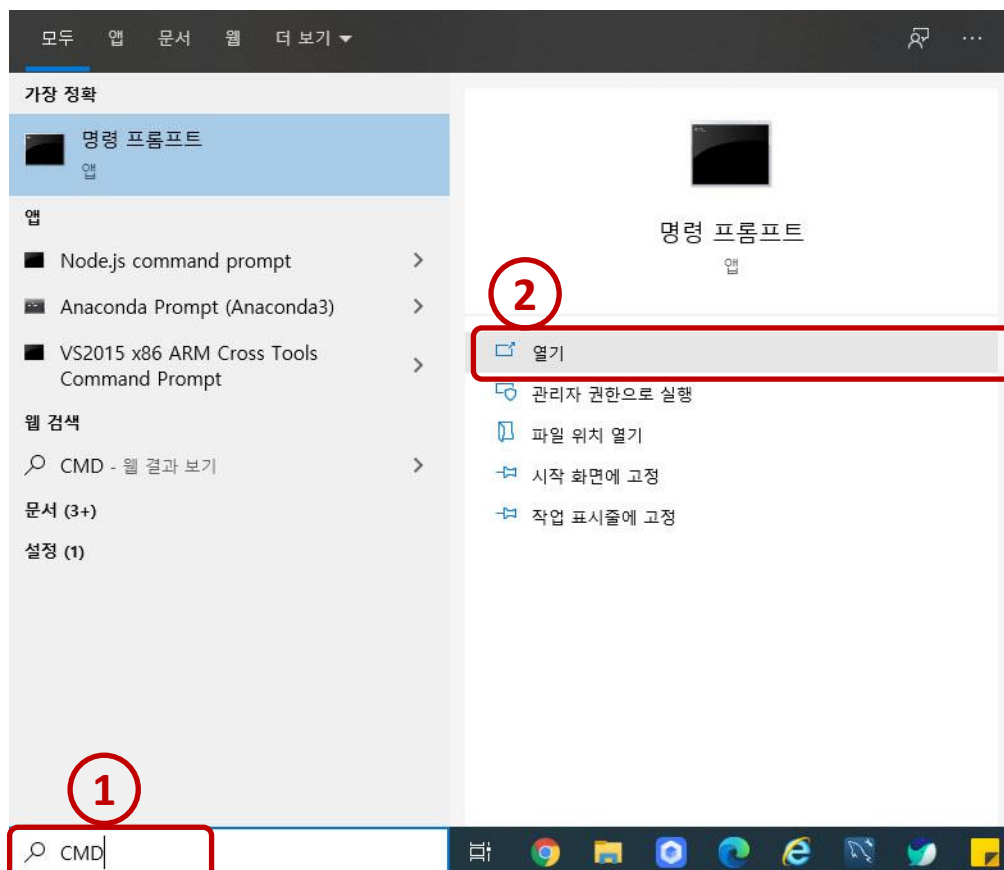 모두 앱 문서 웹 더 보기
가장 정확
명령 프롬프트
앱
앱
Node.js command prompt
Anaconda Prompt (Anaconda3)
VS2015 x86 ARM Cross Tools
Command Prompt
웹 검색
CMD - 웹 결과 보기
문서 (3+)
설정 (1)
1
CMD
명령 프롬프트
앱
2
열기
관리자 권한으로 실행
파일 위치 열기
시작 화면에 고정
작업 표시줄에 고정